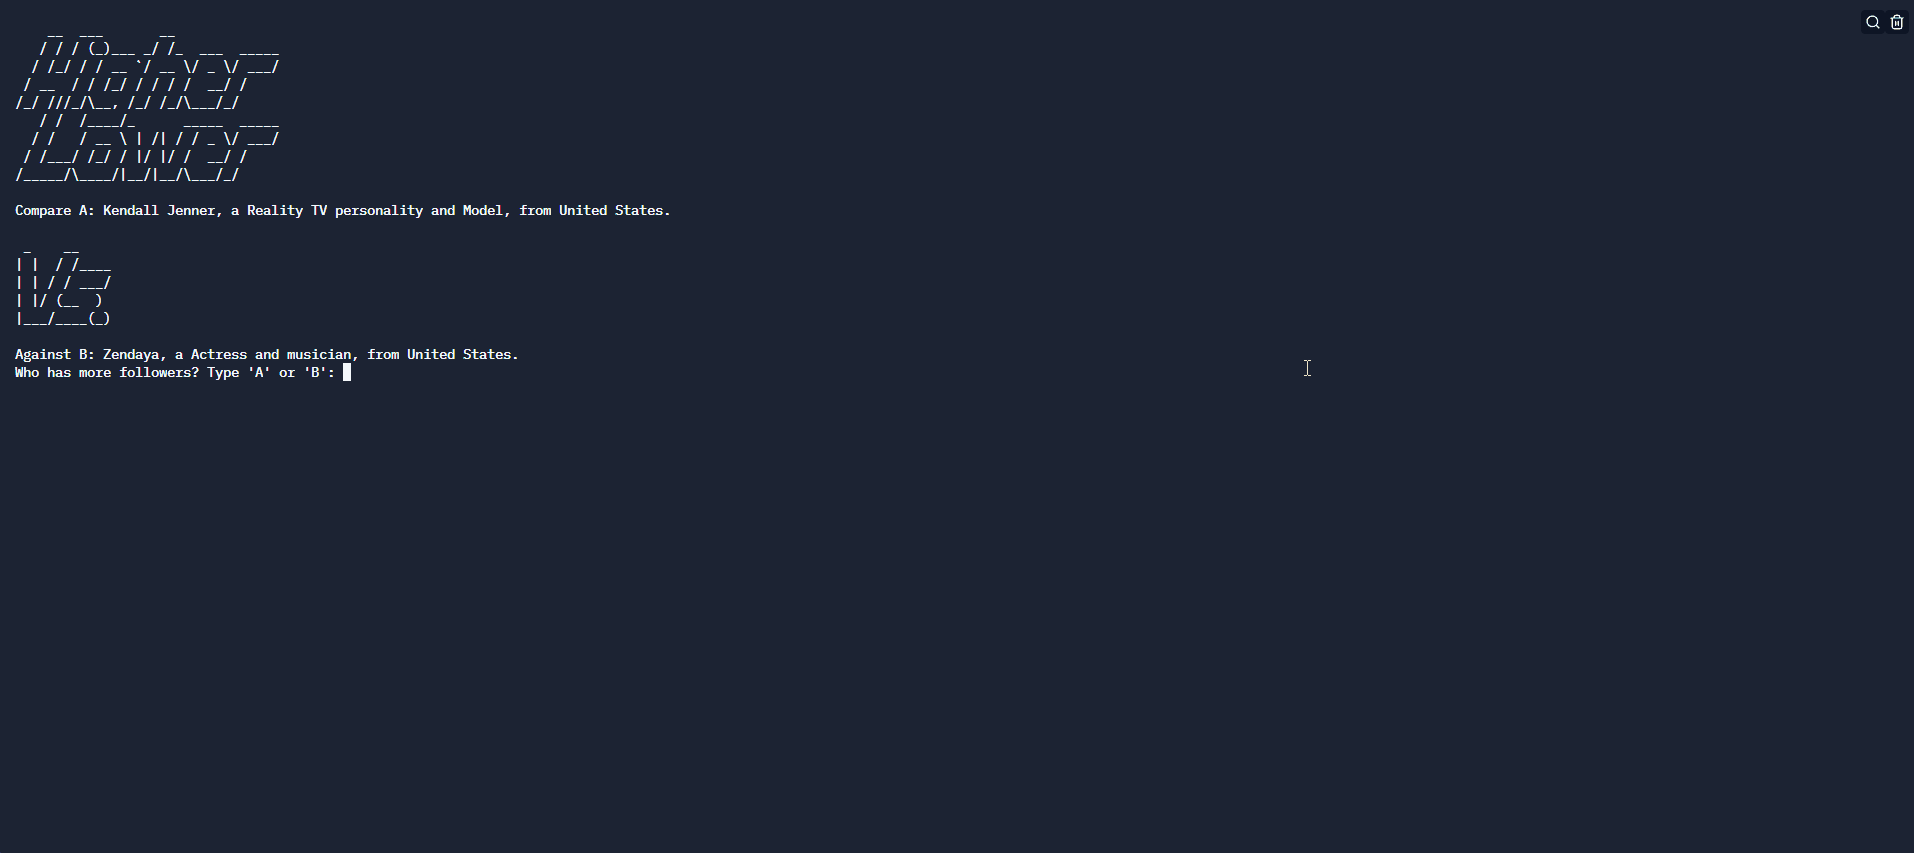 __  ___       __
   / / / (_)___ _/ /_  ___  _____
  / /_/ / / __ `/ __ \/ _ \/ ___/
 / __  / / /_/ / / / /  __/ /
/_/ ///_/\__, /_/ /_/\___/_/
   / /  /____/_      _____  _____
  / /   / __ \ | /| / / _ \/ ___/
 / /___/ /_/ / |/ |/ /  __/ /
/_____/\____/|__/|__/\___/_/
Compare A: Kendall Jenner, a Reality TV personality and Model, from United States.
 _    __
| |  / /____
| | / / ___/
| |/ (__  )
|___/____(_)
Against B: Zendaya, a Actress and musician, from United States.
Who has more followers? Type 'A' or 'B':